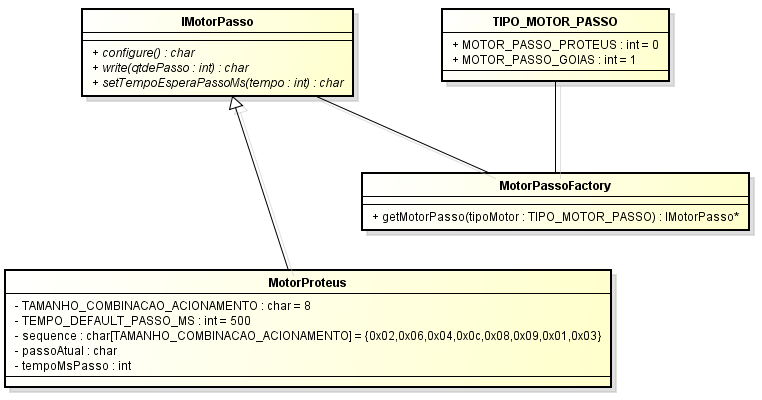 IMotorPasso
+ configure() : char
+ write(qtdePasso : int) : char
+ setTempoEsperaPassoMs(tempo : int) : char
TIPO_MOTOR_PASSO
+ MOTOR_PASSO_PROTEUS : int = 0
+ MOTOR_PASSO_GOIAS : int = 1
MotorPassoFactory
+ getMotorPasso(tipoMotor : TIPO_MOTOR_PASSO) : IMotorPasso*
MotorProteus
- TAMANHO_COMBINACAO_ACIONAMENTO : char = 8
- TEMPO_DEFAULT_PASSO_MS : int = 500
- sequence : char[TAMANHO_COMBINACAO_ACIONAMENTO] = {0x02,0x06,0x04,0x0c,0x08,0x09,0x01,0x03}
- passoAtual : char
- tempoMsPasso : int